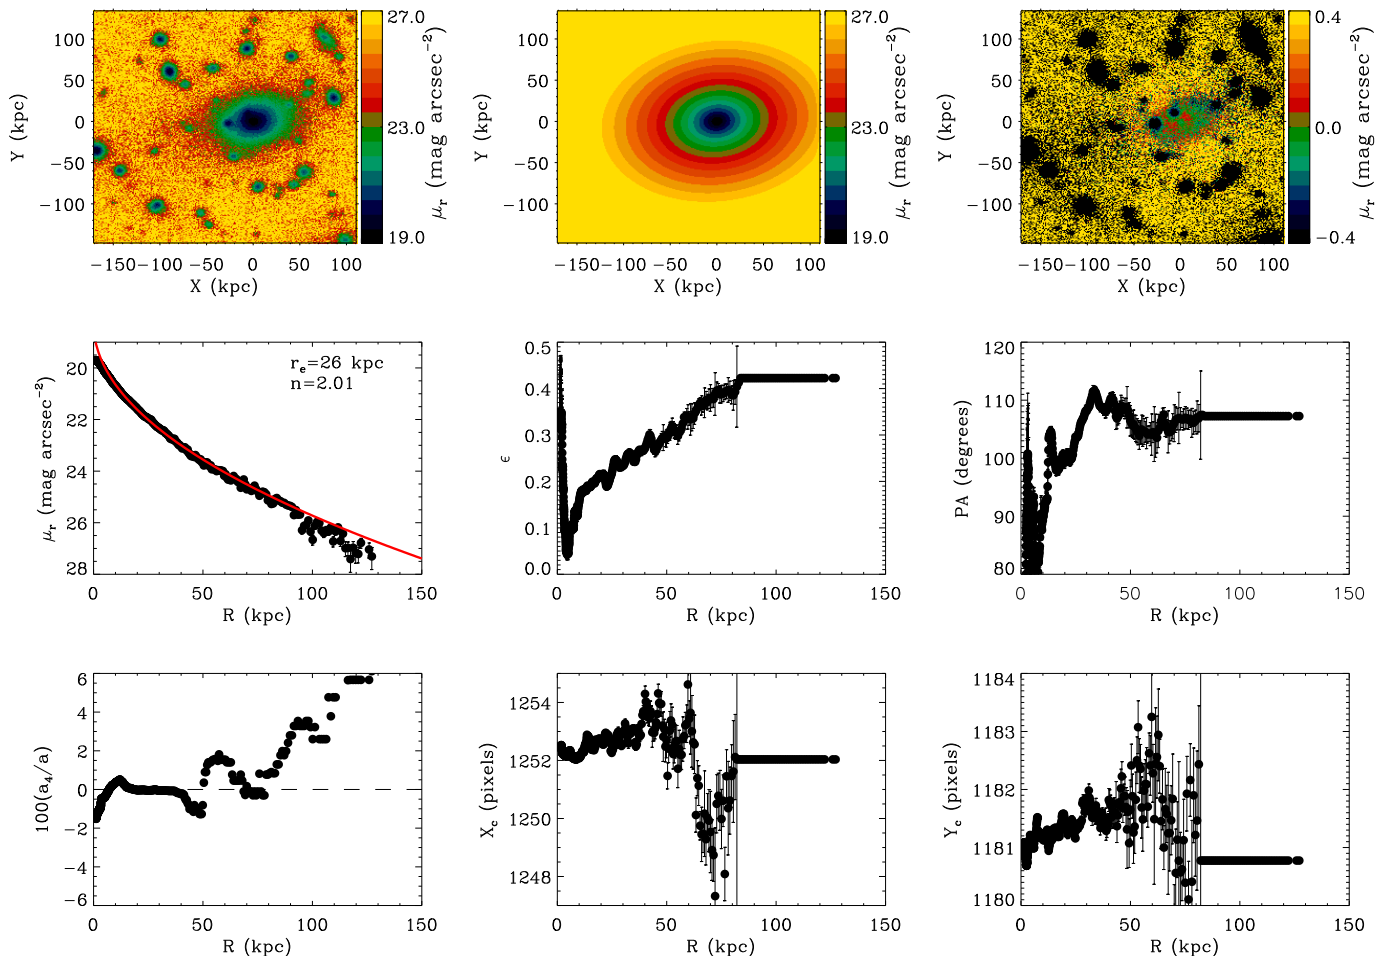 100
50
0
−50
−100
Y (kpc)
−150−100 −50 0 50 100
X (kpc)
27.0
23.0
19.0
μr (mag arcsec−2)
100
50
0
−50
−100
Y (kpc)
−150−100 −50 0 50 100
X (kpc)
27.0
23.0
19.0
μr (mag arcsec−2)
100
50
0
−50
−100
Y (kpc)
−150−100 −50 0 50 100
X (kpc)
0.4
0.0
−0.4
μr (mag arcsec−2)
20
22
24
26
28
μr (mag arcsec−2)
re=26 kpc
n=2.01
0 50 100 150
R (kpc)
0.5
0.4
0.3
0.2
0.1
0.0
ϵ
0 50 100 150
R (kpc)
120
110
100
90
80
PA (degrees)
0 50 100 150
R (kpc)
6
4
2
0
−2
−4
−6
100(a4/a)
0 50 100 150
R (kpc)
1254
1252
1250
1248
Xc (pixels)
0 50 100 150
R (kpc)
1184
1183
1182
1181
1180
Yc (pixels)
0 50 100 150
R (kpc)